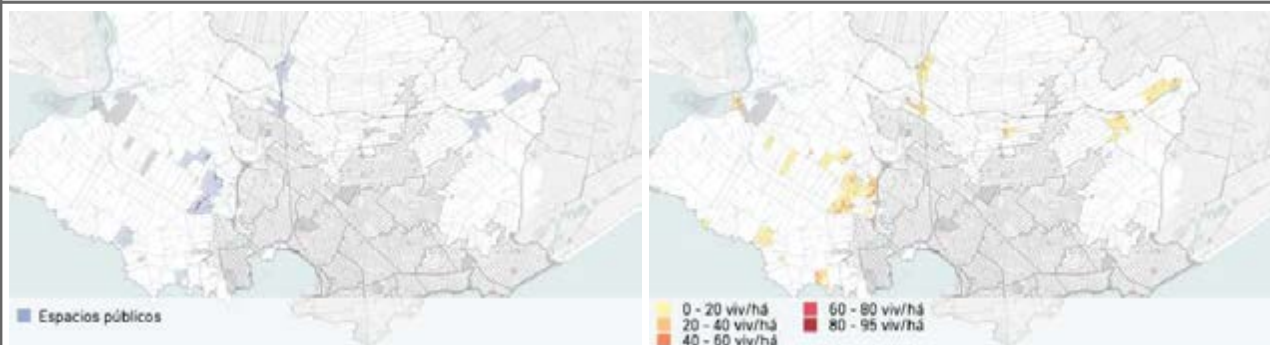 Espacios públicos
0 - 20 viv/há
20 - 40 viv/há
40 - 60 viv/há
60 - 80 viv/há
80 - 95 viv/há